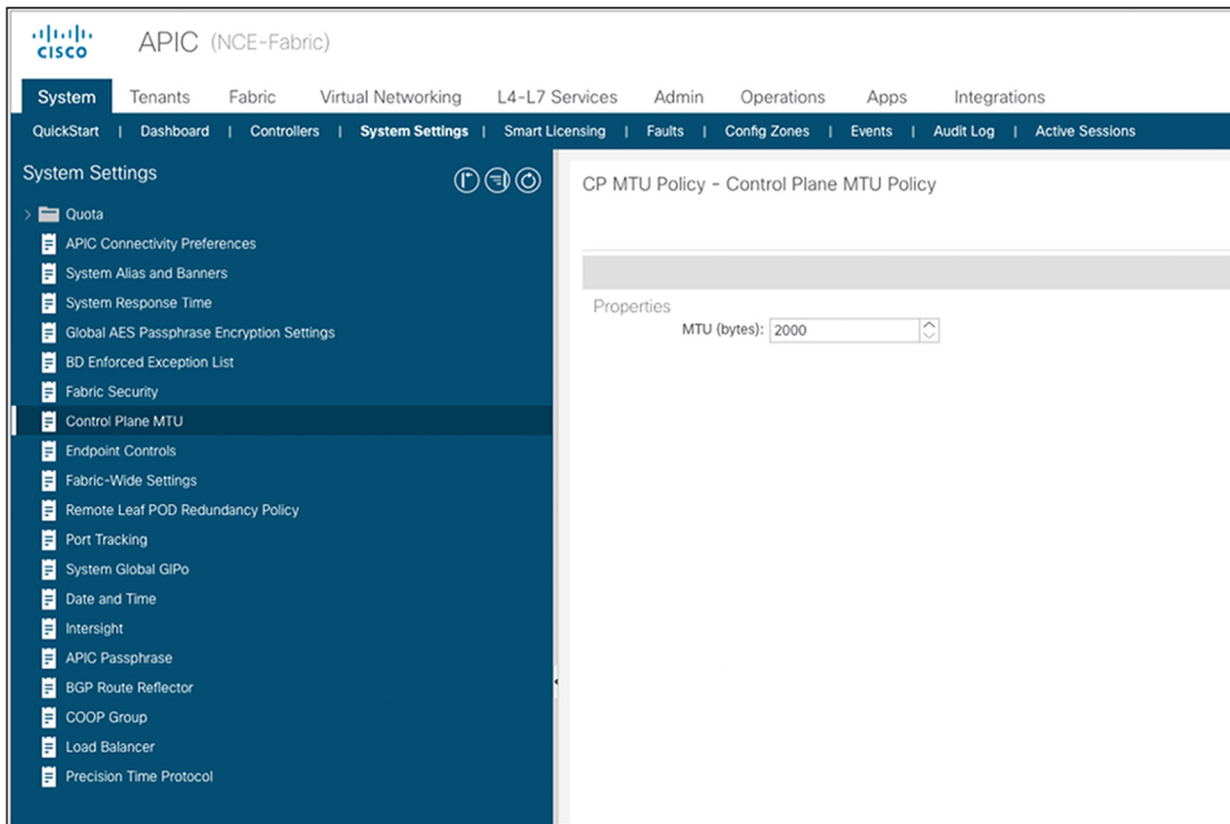 CISCO
APIC (NCE-Fabric)
System Tenants Fabric Virtual Networking L4-L7 Services Admin Operations Apps Integrations
QuickStart | Dashboard | Controllers | System Settings | Smart Licensing | Faults | Config Zones | Events | Audit Log | Active Sessions
System Settings
Quota
APIC Connectivity Preferences
System Alias and Banners
System Response Time
Global AES Passphrase Encryption Settings
BD Enforced Exception List
Fabric Security
Control Plane MTU
Endpoint Controls
Fabric-Wide Settings
Remote Leaf POD Redundancy Policy
Port Tracking
System Global GIPo
Date and Time
Intersight
APIC Passphrase
BGP Route Reflector
COOP Group
Load Balancer
Precision Time Protocol
CP MTU Policy - Control Plane MTU Policy
Properties
MTU (bytes): 2000